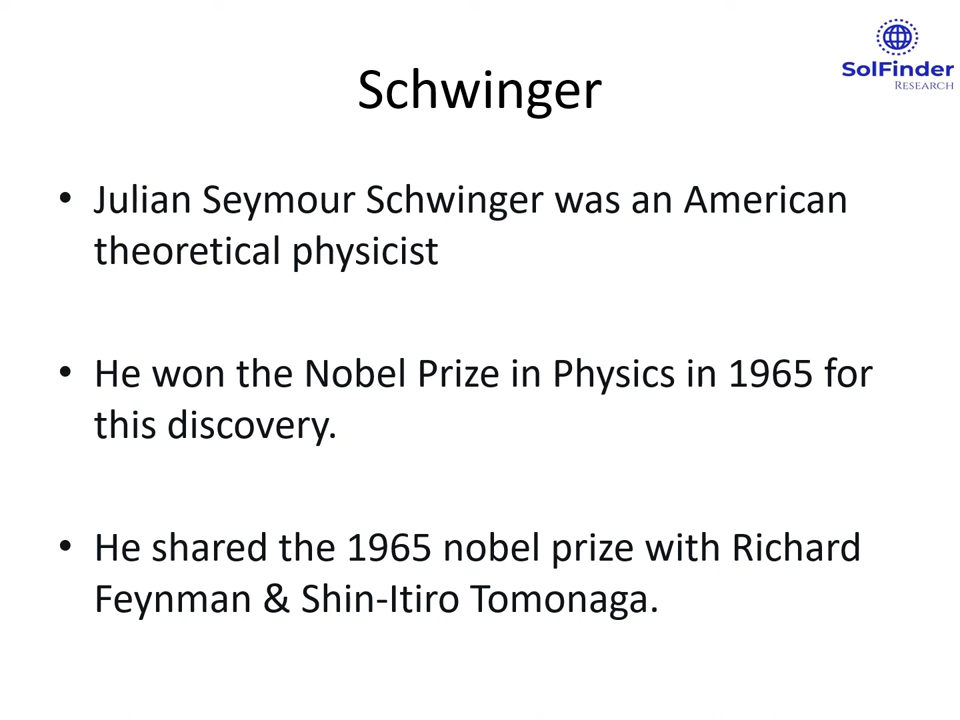 SolFinder
RESEARCH
Schwinger
• Julian Seymour Schwinger was an American
theoretical physicist
• He won the Nobel Prize in Physics in 1965 for
this discovery.
• He shared the 1965 nobel prize with Richard
Feynman & Shin-Itiro Tomonaga.